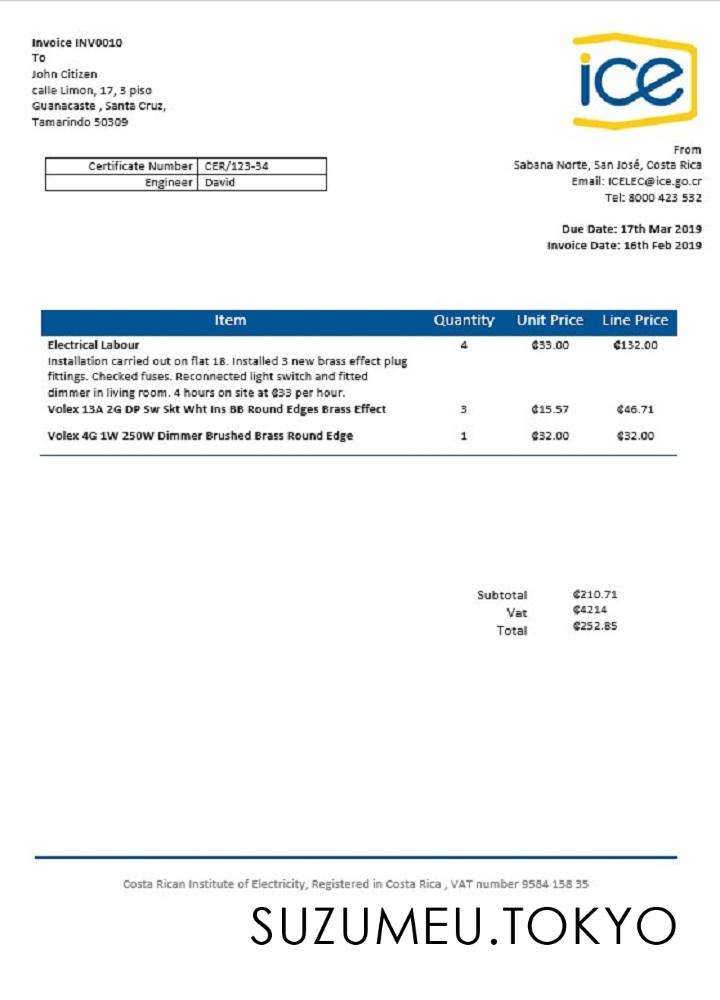 Invoice INV0010
To
John Citizen
calle Limon, 17, 3 piso
Guanacaste , Santa Cruz,
Tamarindo 50309
ice
Certificate Number CER/123-34
Engineer David
From
Sabana Norte, San José, Costa Rica
Email: ICELEC@ice.go.cr
Tel: 8000 423 532
Due Date: 17th Mar 2019
Invoice Date: 16th Feb 2019
Item Quantity Unit Price Line Price
Electrical Labour 4 ₡33.00 ₡132.00
Installation carried out on flat 18. Installed 3 new brass effect plug
fittings. Checked fuses. Reconnected light switch and fitted
dimmer in living room. 4 hours on site at ₡33 per hour.
Volex 13A 2G DP Sw Skt Wht Ins BB Round Edges Brass Effect 3 ₡15.57 ₡46.71
Volex 4G 1W 250W Dimmer Brushed Brass Round Edge 1 ₡32.00 ₡32.00
Subtotal ₡210.71
Vat ₡4214
Total ₡252.85
Costa Rican Institute of Electricity, Registered in Costa Rica , VAT number 9584 158 35
SUZUMEU.TOKYO